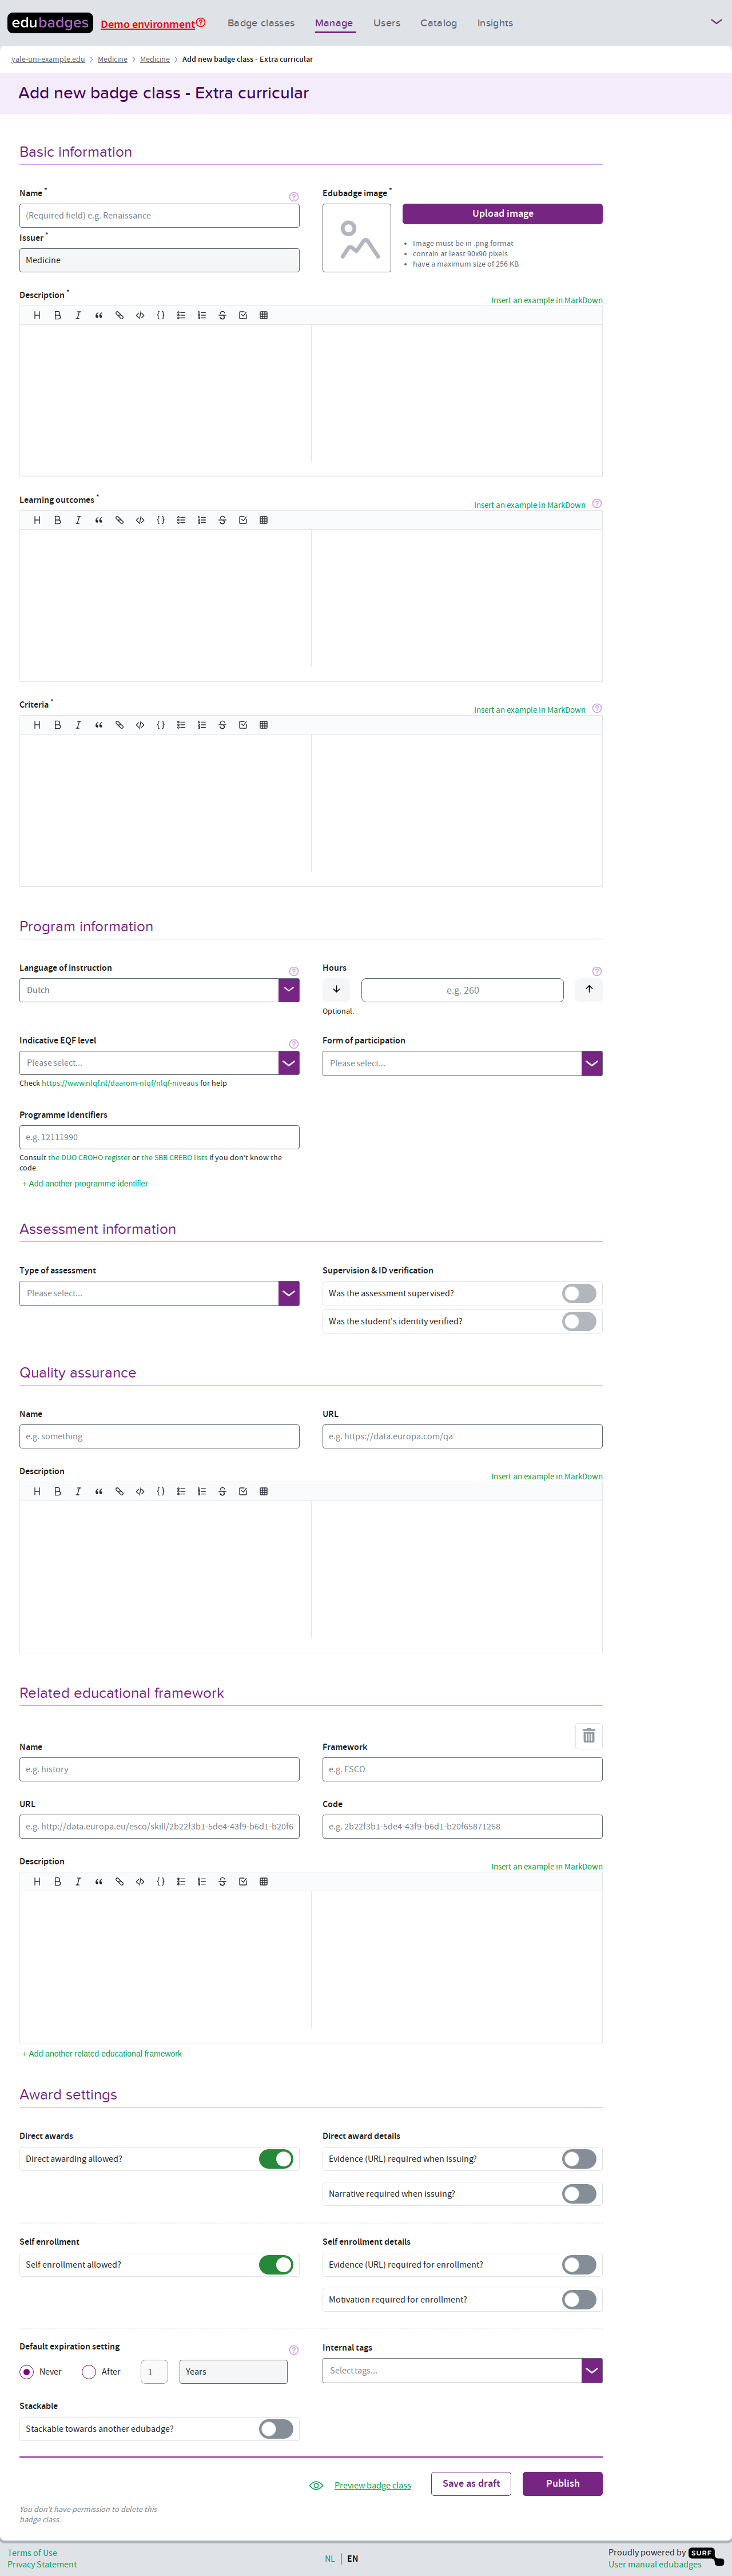 edubadges
Demo environment
Badge classes
Manage
Users
Catalog
Insights
yale-uni-example.edu > Medicine > Medicine > Add new badge class - Extra curricular
Add new badge class - Extra curricular
Basic information
Name *
(Required field) e.g. Renaissance
Issuer *
Medicine
Edubadge image *
Upload image
• Image must be in .png format
• contain at least 90x90 pixels
• have a maximum size of 256 KB
Description *
Insert an example in MarkDown
Learning outcomes *
Insert an example in MarkDown
Criteria *
Insert an example in MarkDown
Program information
Language of instruction
Dutch
Hours
e.g. 260
Optional.
Indicative EQF level
Please select...
Check https://www.nlqf.nl/daarom-nlqf/nlqf-niveaus for help
Form of participation
Please select...
Programme Identifiers
e.g. 12111990
Consult the DUO CROHO register or the SBB CREBO lists if you don't know the
code.
+ Add another programme identifier
Assessment information
Type of assessment
Please select...
Supervision & ID verification
Was the assessment supervised?
Was the student's identity verified?
Quality assurance
Name
e.g. something
URL
e.g. https://data.europa.com/qa
Description
Insert an example in MarkDown
Related educational framework
Name
e.g. history
Framework
e.g. ESCO
URL
e.g. http://data.europa.eu/esco/skill/2b22f3b1-5de4-43f9-b6d1-b20f6
Code
e.g. 2b22f3b1-5de4-43f9-b6d1-b20f65871268
Description
Insert an example in MarkDown
+ Add another related educational framework
Award settings
Direct awards
Direct awarding allowed?
Direct award details
Evidence (URL) required when issuing?
Narrative required when issuing?
Self enrollment
Self enrollment allowed?
Self enrollment details
Evidence (URL) required for enrollment?
Motivation required for enrollment?
Default expiration setting
Never
After
1
Years
Internal tags
Select tags...
Stackable
Stackable towards another edubadge?
Preview badge class
Save as draft
Publish
You don't have permission to delete this
badge class.
Terms of Use
Privacy Statement
NL | EN
Proudly powered by SURF
User manual edubadges